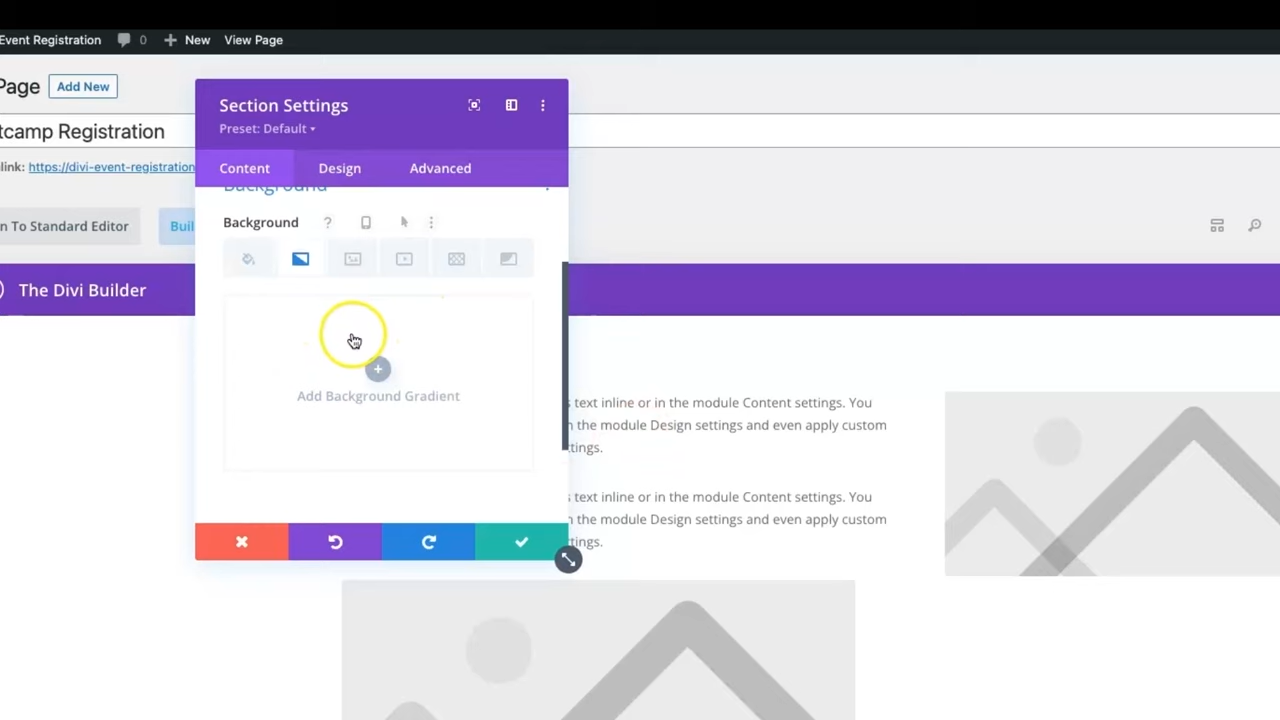 Event Registration 0 New View Page
Page Add New
tcamp Registration
link: https://divi-event-registration
n To Standard Editor
Buil
The Divi Builder
Section Settings
Preset: Default
Content Design Advanced
Background
Background ?
Add Background Gradient
s text inline or in the module Content settings. You
n the module Design settings and even apply custom
ttings.
s text inline or in the module Content settings. You
n the module Design settings and even apply custom
ttings.